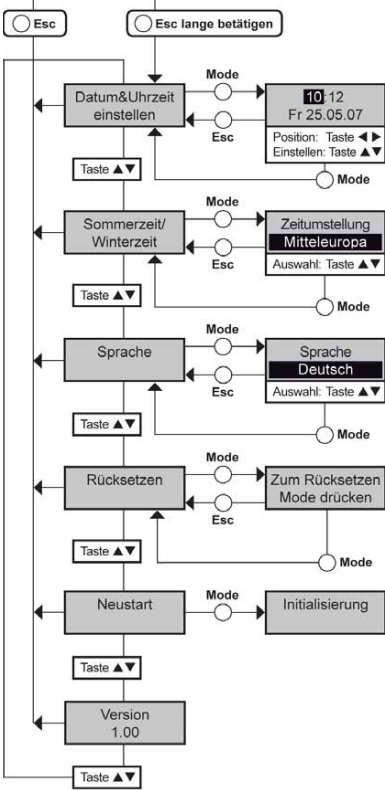 Esc
Esc lange betätigen
Datum&Uhrzeit
einstellen
Mode
Esc
10:12
Fr 25.05.07
Position: Taste ◀ ▶
Einstellen: Taste ▲▼
Mode
Taste ▲▼
Sommerzeit/
Winterzeit
Mode
Esc
Zeitumstellung
Mitteleuropa
Auswahl: Taste ▲▼
Mode
Taste ▲▼
Sprache
Mode
Esc
Sprache
Deutsch
Auswahl: Taste ▲▼
Mode
Taste ▲▼
Rücksetzen
Mode
Esc
Zum Rücksetzen
Mode drücken
Mode
Taste ▲▼
Neustart
Mode
Initialisierung
Taste ▲▼
Version
1.00
Taste ▲▼